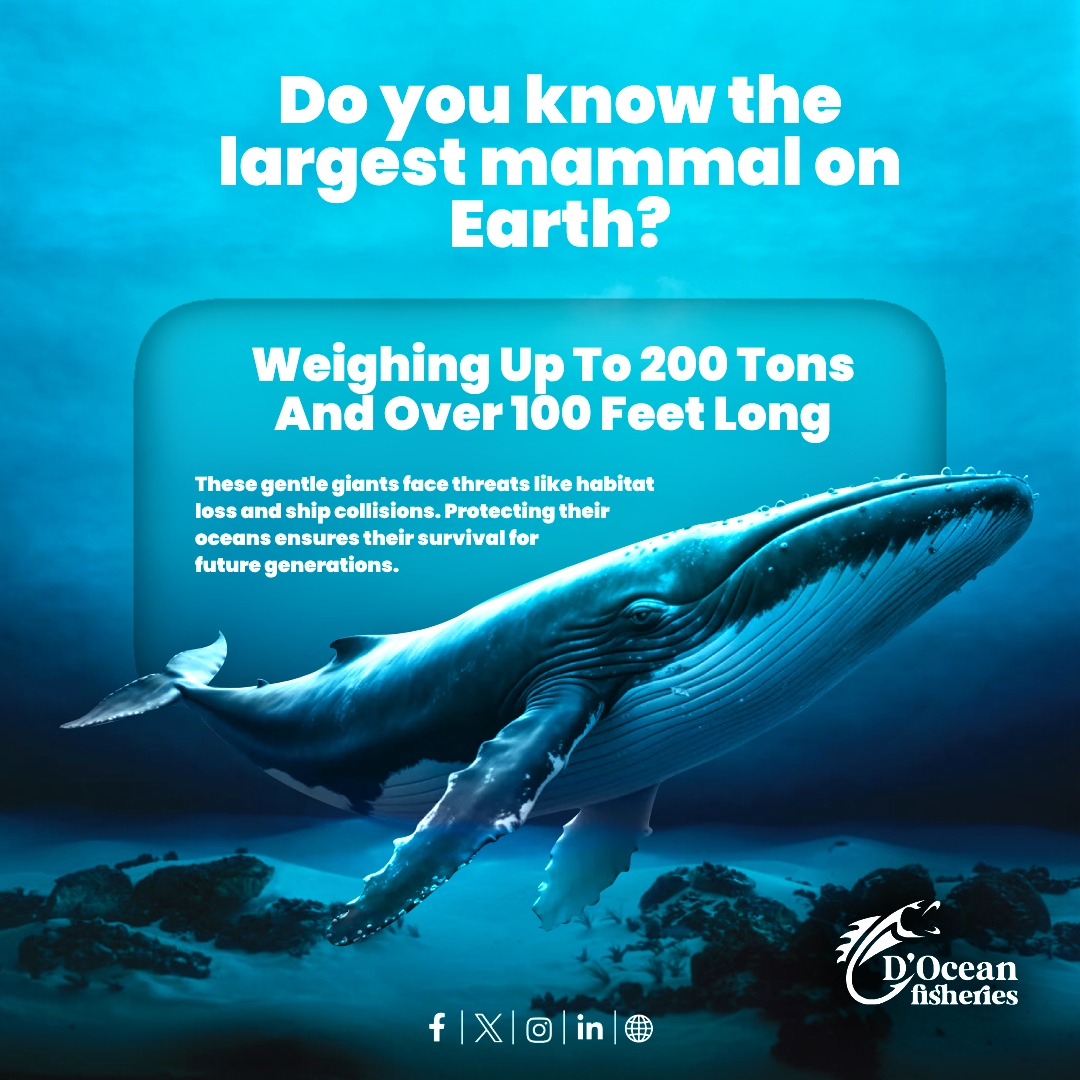 Do you know the
largest mammal on
Earth?
Weighing Up To 200 Tons
And Over 100 Feet Long
These gentle giants face threats like habitat
loss and ship collisions. Protecting their
oceans ensures their survival for
future generations.
D'Ocean
fisheries